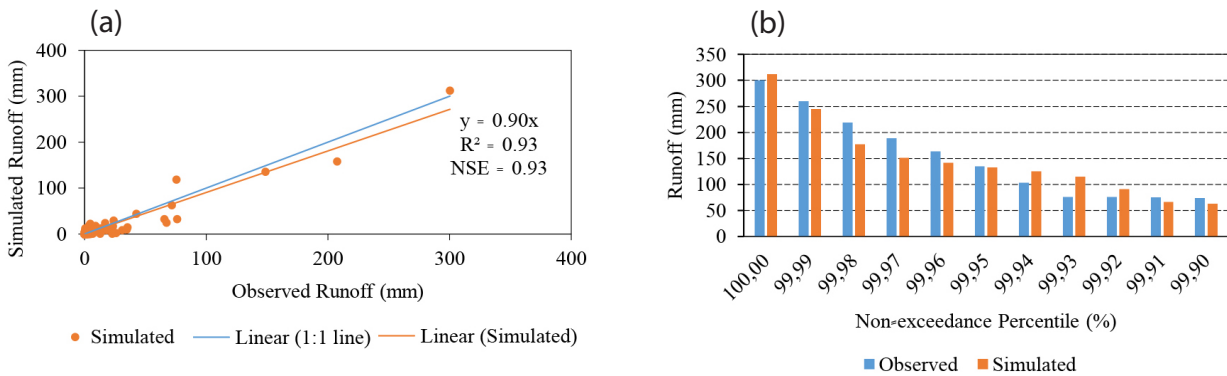 (a)
Simulated Runoff (mm)
400
300
200
100
0
y = 0.90x
R² = 0.93
NSE = 0.93
0
100
200
300
400
Observed Runoff (mm)
Simulated
Linear (1:1 line)
Linear (Simulated)
(b)
Runoff (mm)
350
300
250
200
150
100
50
0
100,00
99,99
99,98
99,97
99,96
99,95
99,94
99,93
99,92
99,91
99,90
Non-exceedance Percentile (%)
Observed
Simulated